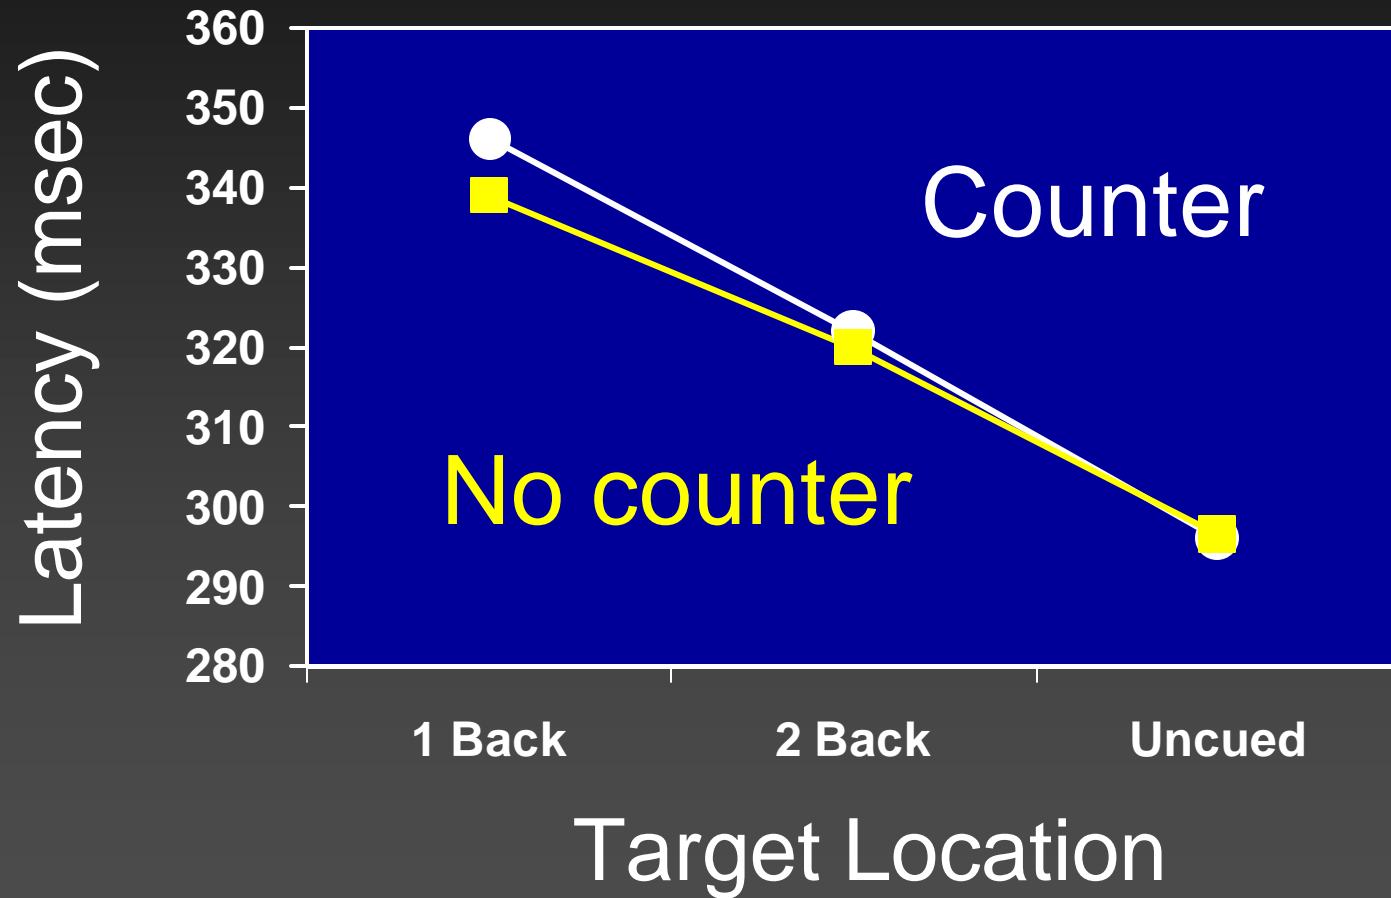 Latency (msec)
360
350
340
330
320
310
300
290
280
Counter
No counter
1 Back
2 Back
Uncued
Target Location